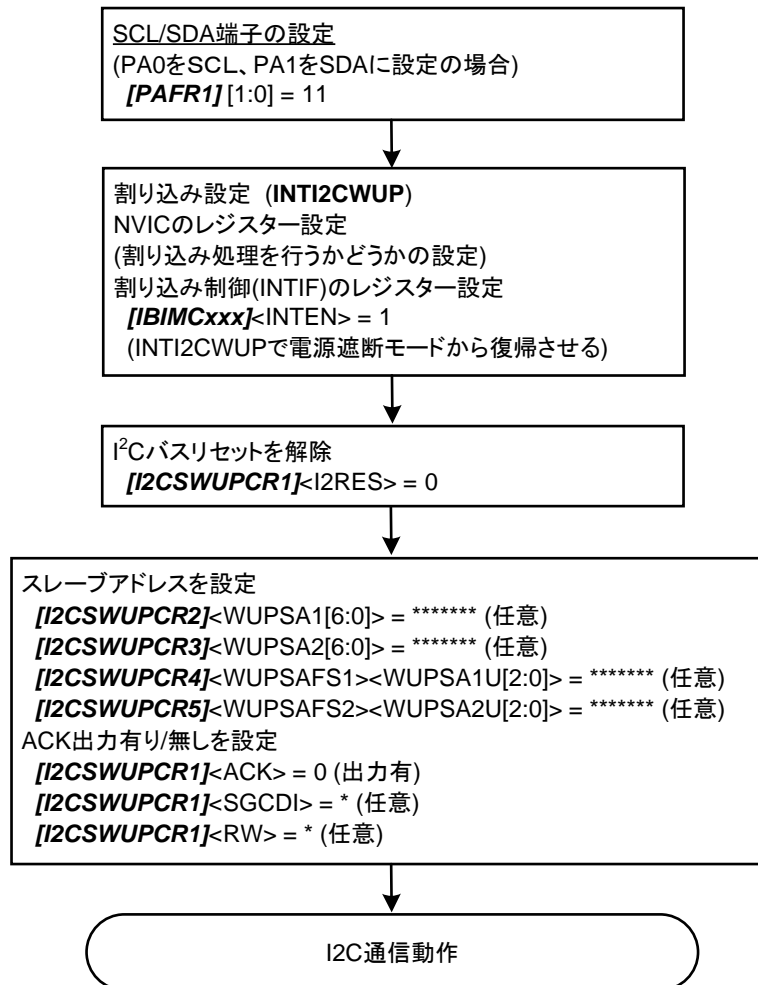 SCL/SDA端子の設定
(PA0をSCL、PA1をSDAに設定の場合)
[PAFR1] [1:0] = 11
割り込み設定 (INTI2CWUP)
NVICのレジスター設定
(割り込み処理を行うかどうかの設定)
割り込み制御(INTIF)のレジスター設定
[IBIMCxxx]<INTEN> = 1
(INTI2CWUPで電源遮断モードから復帰させる)
I²Cバスリセットを解除
[I2CSWUPCR1]<I2RES> = 0
スレーブアドレスを設定
[I2CSWUPCR2]<WUPSA1[6:0]> = ******* (任意)
[I2CSWUPCR3]<WUPSA2[6:0]> = ******* (任意)
[I2CSWUPCR4]<WUPSAFS1><WUPSA1U[2:0]> = ******* (任意)
[I2CSWUPCR5]<WUPSAFS2><WUPSA2U[2:0]> = ******* (任意)
ACK出力有り/無しを設定
[I2CSWUPCR1]<ACK> = 0 (出力有)
[I2CSWUPCR1]<SGCDI> = * (任意)
[I2CSWUPCR1]<RW> = * (任意)
I2C通信動作